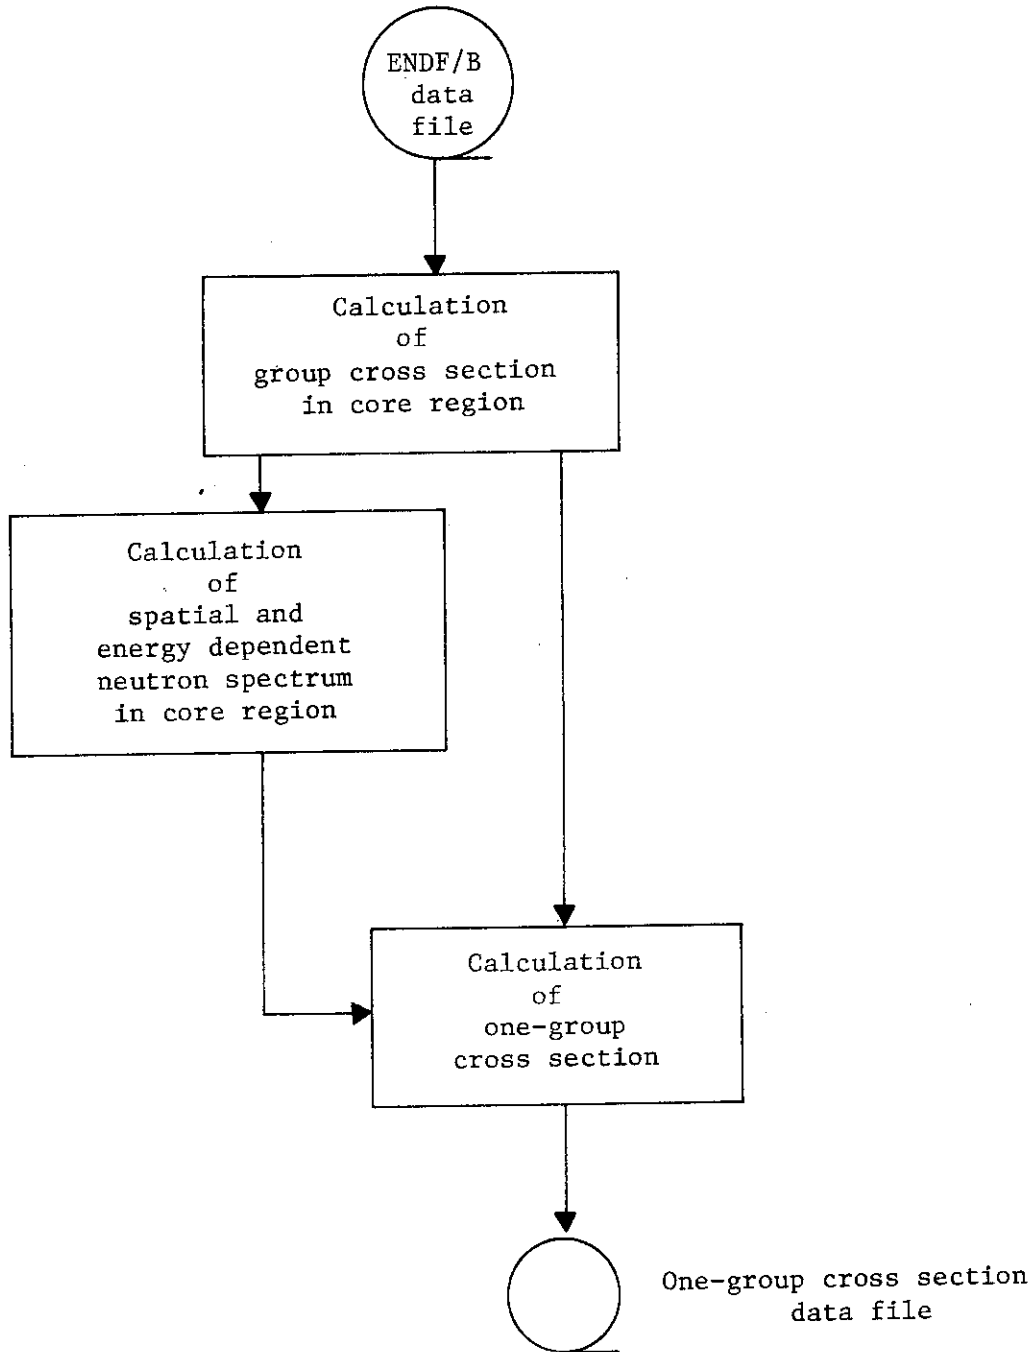 ENDF/B
data
file
Calculation
of
group cross section
in core region
Calculation
of
spatial and
energy dependent
neutron spectrum
in core region
Calculation
of
one-group
cross section
One-group cross section
data file